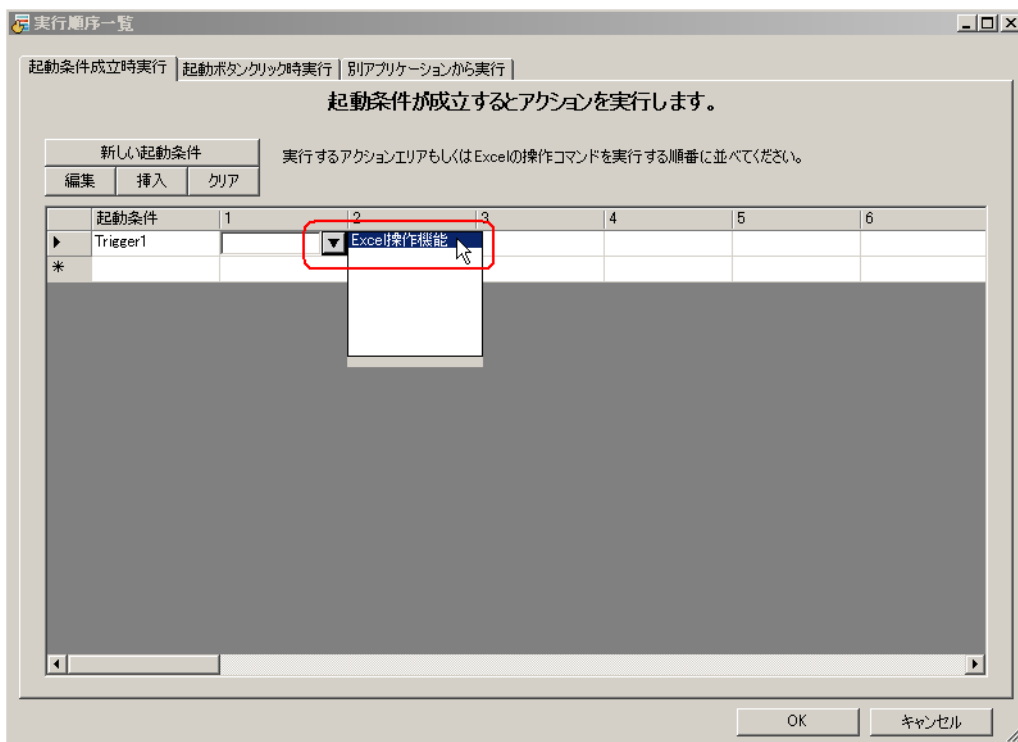 実行順序一覧
起動条件成立時実行 起動ボタンクリック時実行 別アプリケーションから実行
起動条件が成立するとアクションを実行します。
新しい起動条件
実行するアクションエリアもしくはExcelの操作コマンドを実行する順番に並べてください。
編集 挿入 クリア
起動条件 1 2 3 4 5 6
Trigger1 Excel操作機能
OK キャンセル